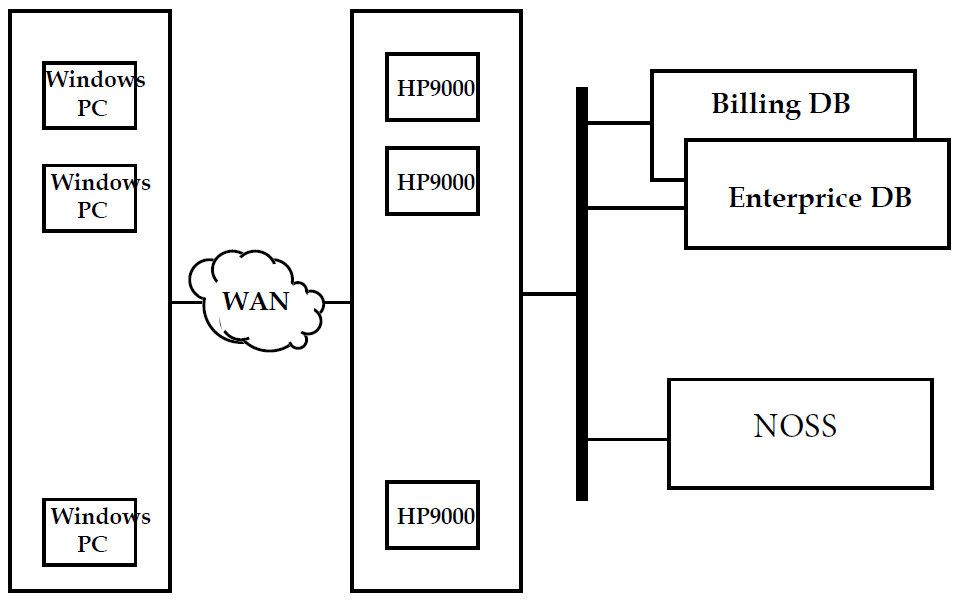 Windows
PC
Windows
PC
Windows
PC
WAN
HP9000
HP9000
HP9000
Billing DB
Enterprice DB
NOSS